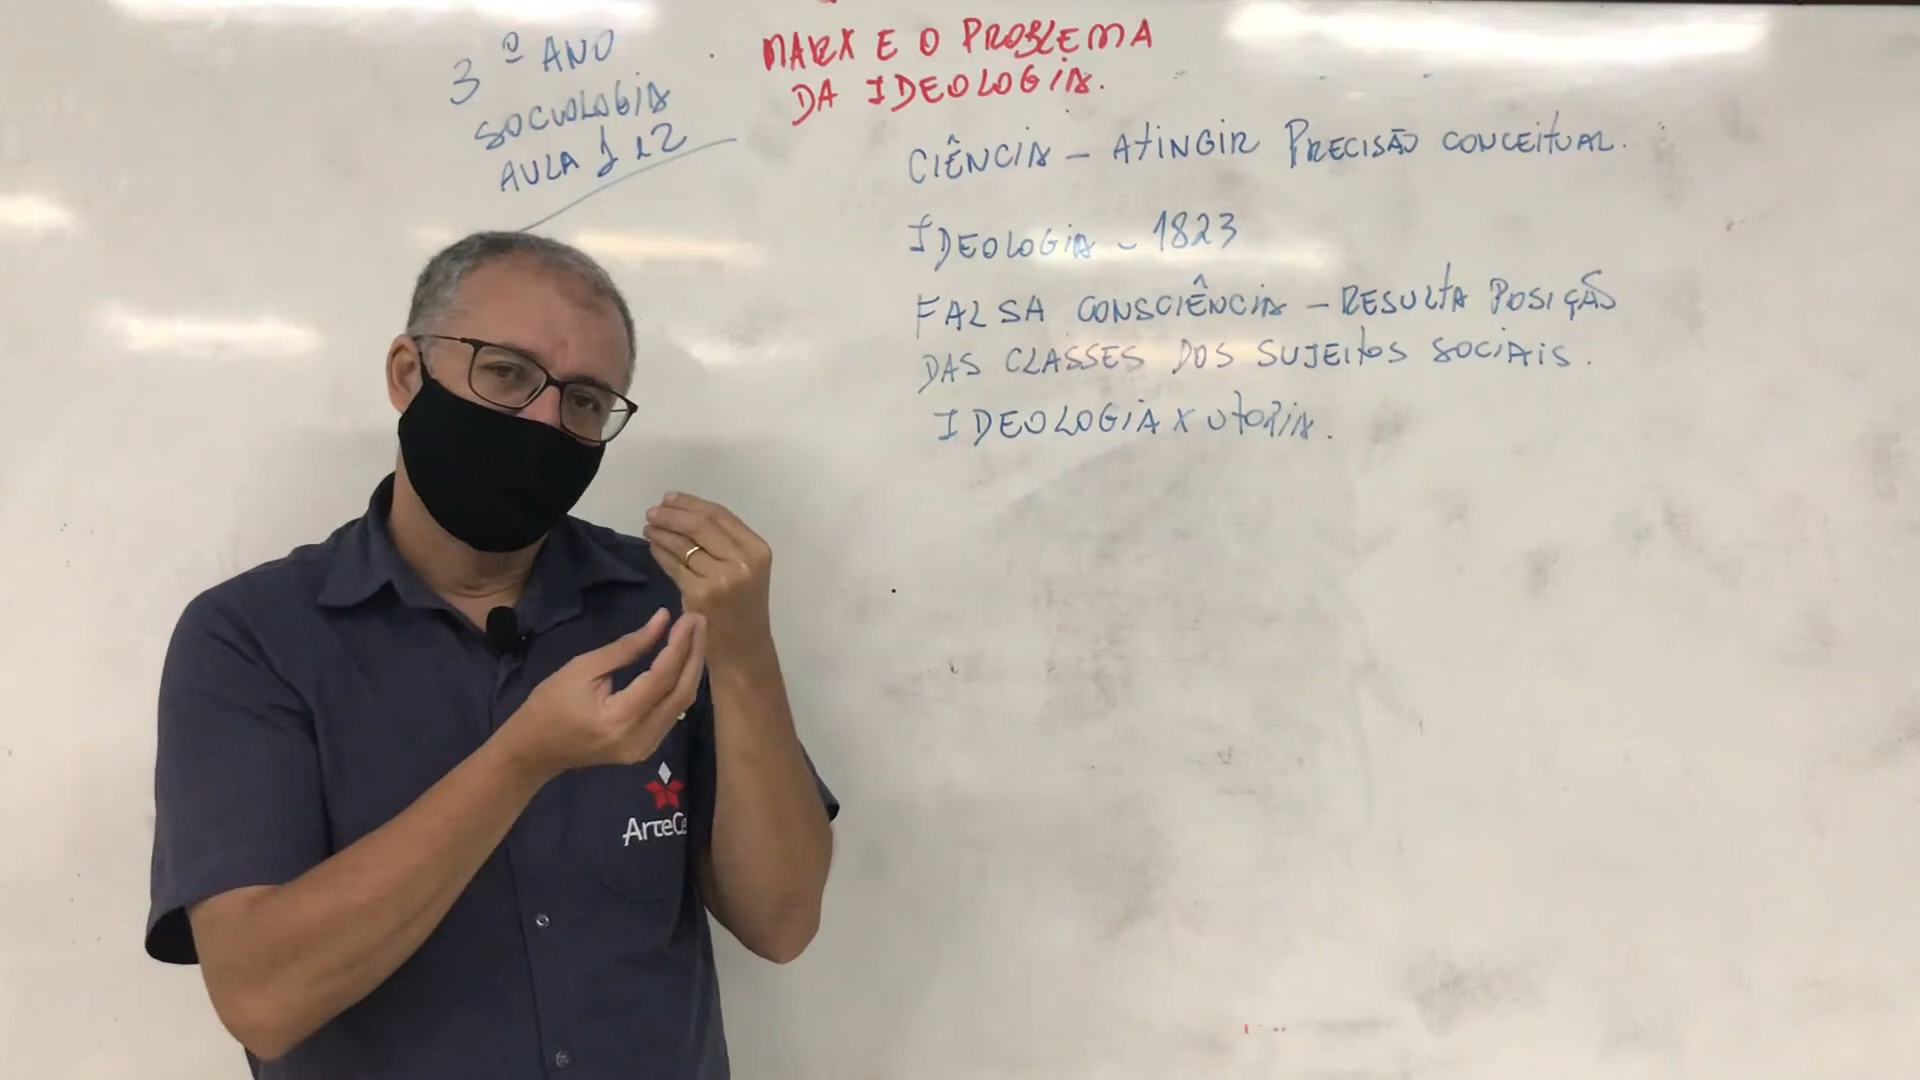 3º ANO
SOCIOLOGIA
AULA 1 e 2
MARX E O PROBLEMA
DA IDEOLOGIA.
CIÊNCIA - ATINGIR PRECISÃO CONCEITUAL.
IDEOLOGIA - 1823
FALSA CONSCIÊNCIA - RESULTA POSIÇÃO
DAS CLASSES DOS SUJEITOS SOCIAIS.
IDEOLOGIA X UTOPIA.
ArteCe